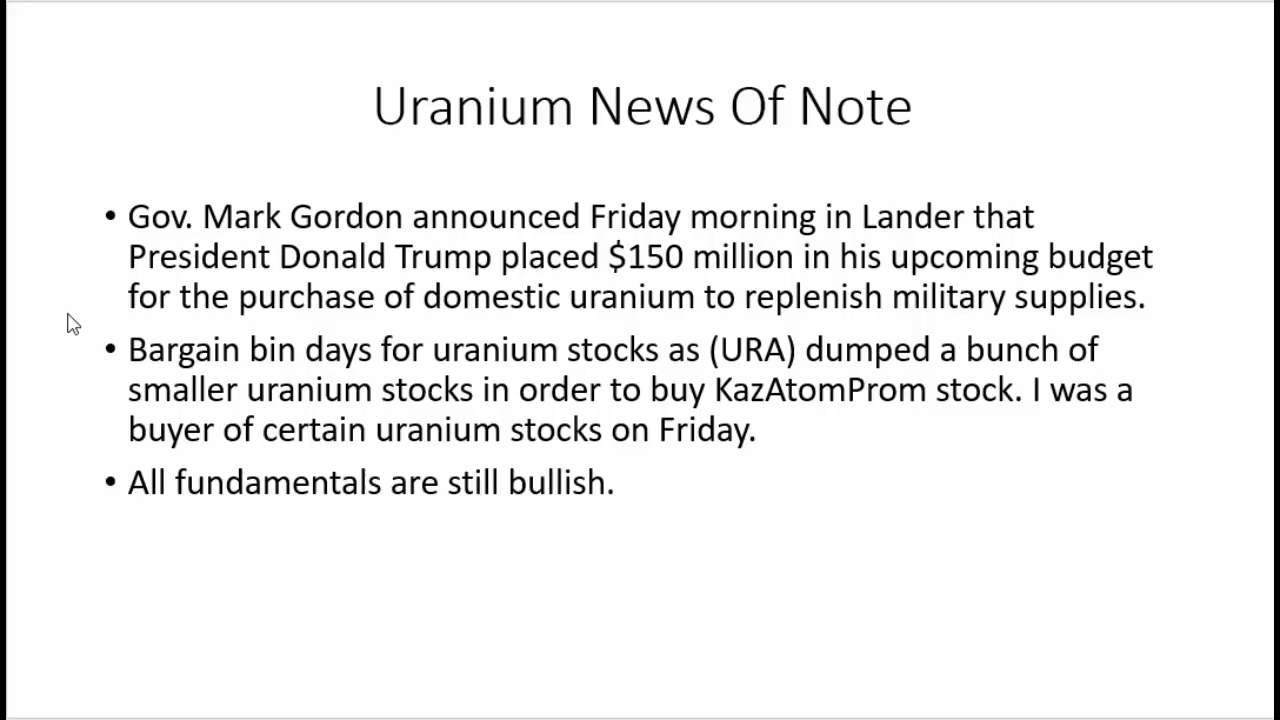 Uranium News Of Note
• Gov. Mark Gordon announced Friday morning in Lander that
President Donald Trump placed $150 million in his upcoming budget
for the purchase of domestic uranium to replenish military supplies.
• Bargain bin days for uranium stocks as (URA) dumped a bunch of
smaller uranium stocks in order to buy KazAtomProm stock. I was a
buyer of certain uranium stocks on Friday.
• All fundamentals are still bullish.